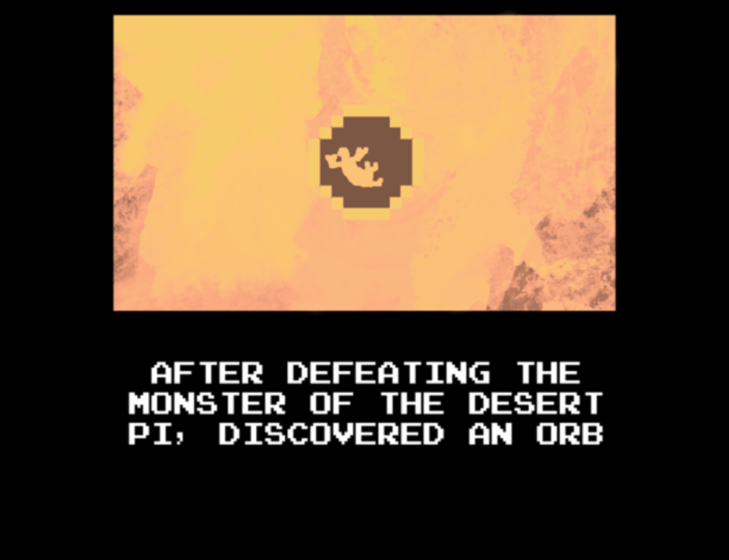 AFTER DEFEATING THE
MONSTER OF THE DESERT
PI, DISCOVERED AN ORB